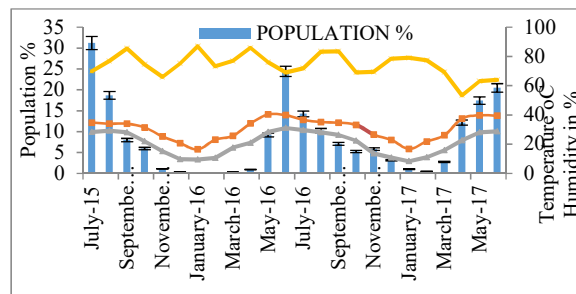 POPULATION %
Population %
35
30
25
20
15
10
5
0
100
80
60
40
20
0
Temperature oC
Humidity in %
July-15
Septembe…
Novembe…
January-16
March-16
May-16
July-16
Septembe…
Novembe…
January-17
March-17
May-17